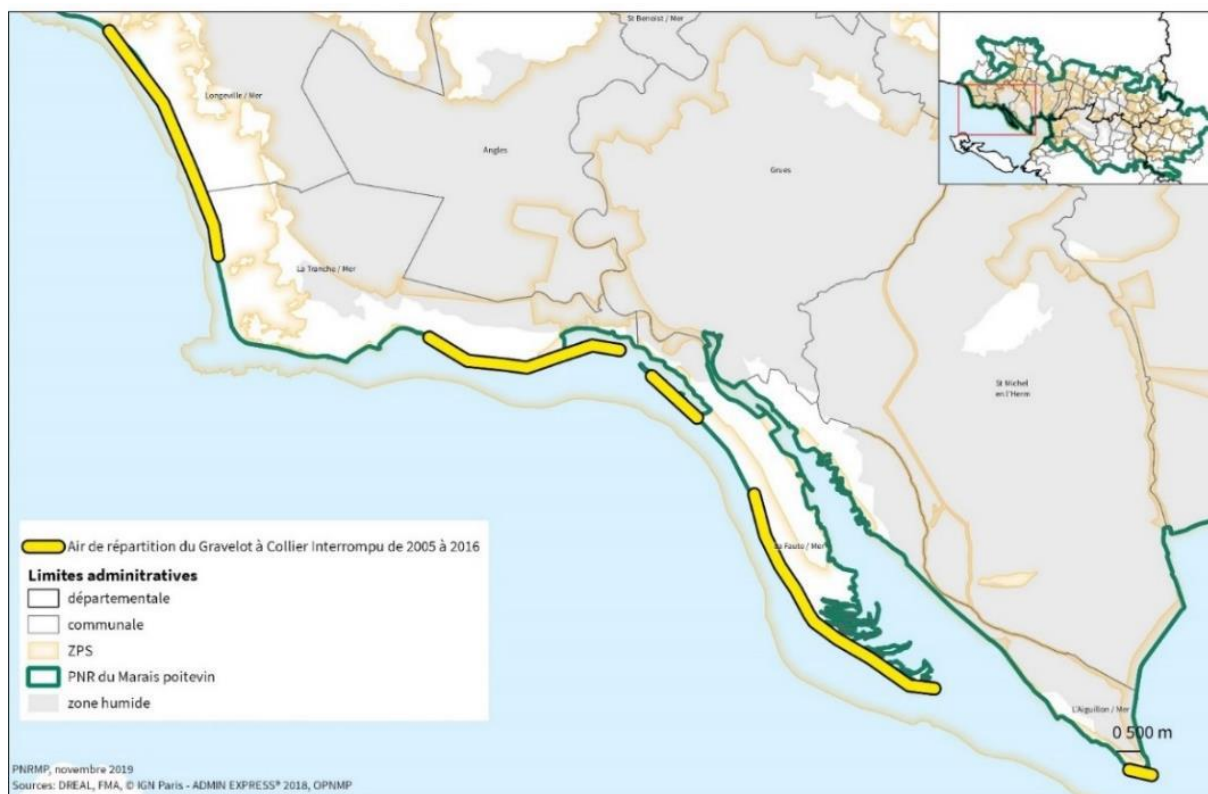 St Benoist / Mer
Longeville / Mer
Angles
Grues
La Tranche / Mer
St Michel
en l'Herm
La Faute / Mer
L'Aiguillon / Mer
0 500 m
Air de répartition du Gravelot à Collier Interrompu de 2005 à 2016
Limites adminitratives
départementale
communale
ZPS
PNR du Marais poitevin
zone humide
PNRMP, novembre 2019
Sources: DREAL, FMA, © IGN Paris - ADMIN EXPRESS® 2018, OPNMP